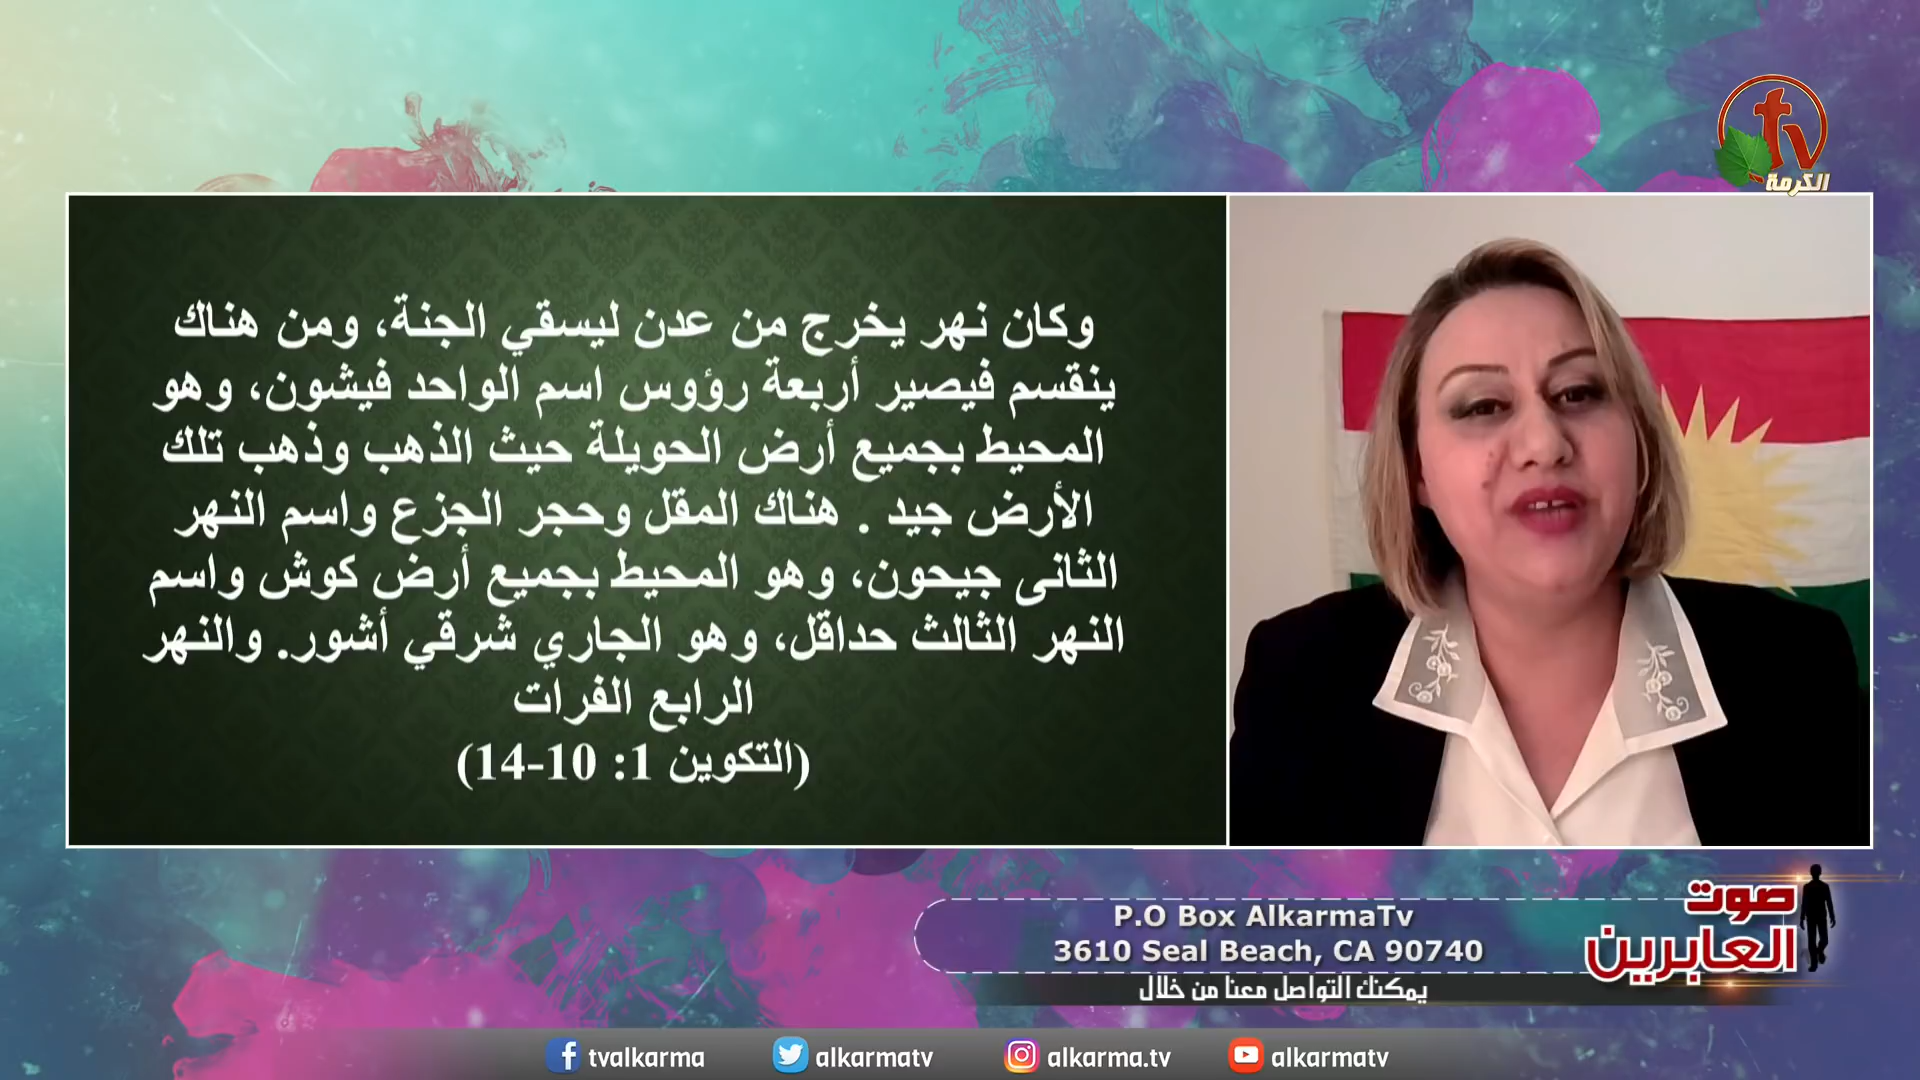 tv
الكرمة
وكان نهر يخرج من عدن ليسقي الجنة، ومن هناك
ينقسم فيصير أربعة رؤوس اسم الواحد فيشون، وهو
المحيط بجميع أرض الحويلة حيث الذهب وذهب تلك
الأرض جيد . هناك المقل وحجر الجزع واسم النهر
الثانى جيحون، وهو المحيط بجميع أرض كوش واسم
النهر الثالث حداقل، وهو الجاري شرقي أشور. والنهر
الرابع الفرات
(التكوين 1: 10-14)
صوت
العابرين
P.O Box AlkarmaTv
3610 Seal Beach, CA 90740
يمكنك التواصل معنا من خلال
tvalkarma
alkarmatv
alkarma.tv
alkarmatv